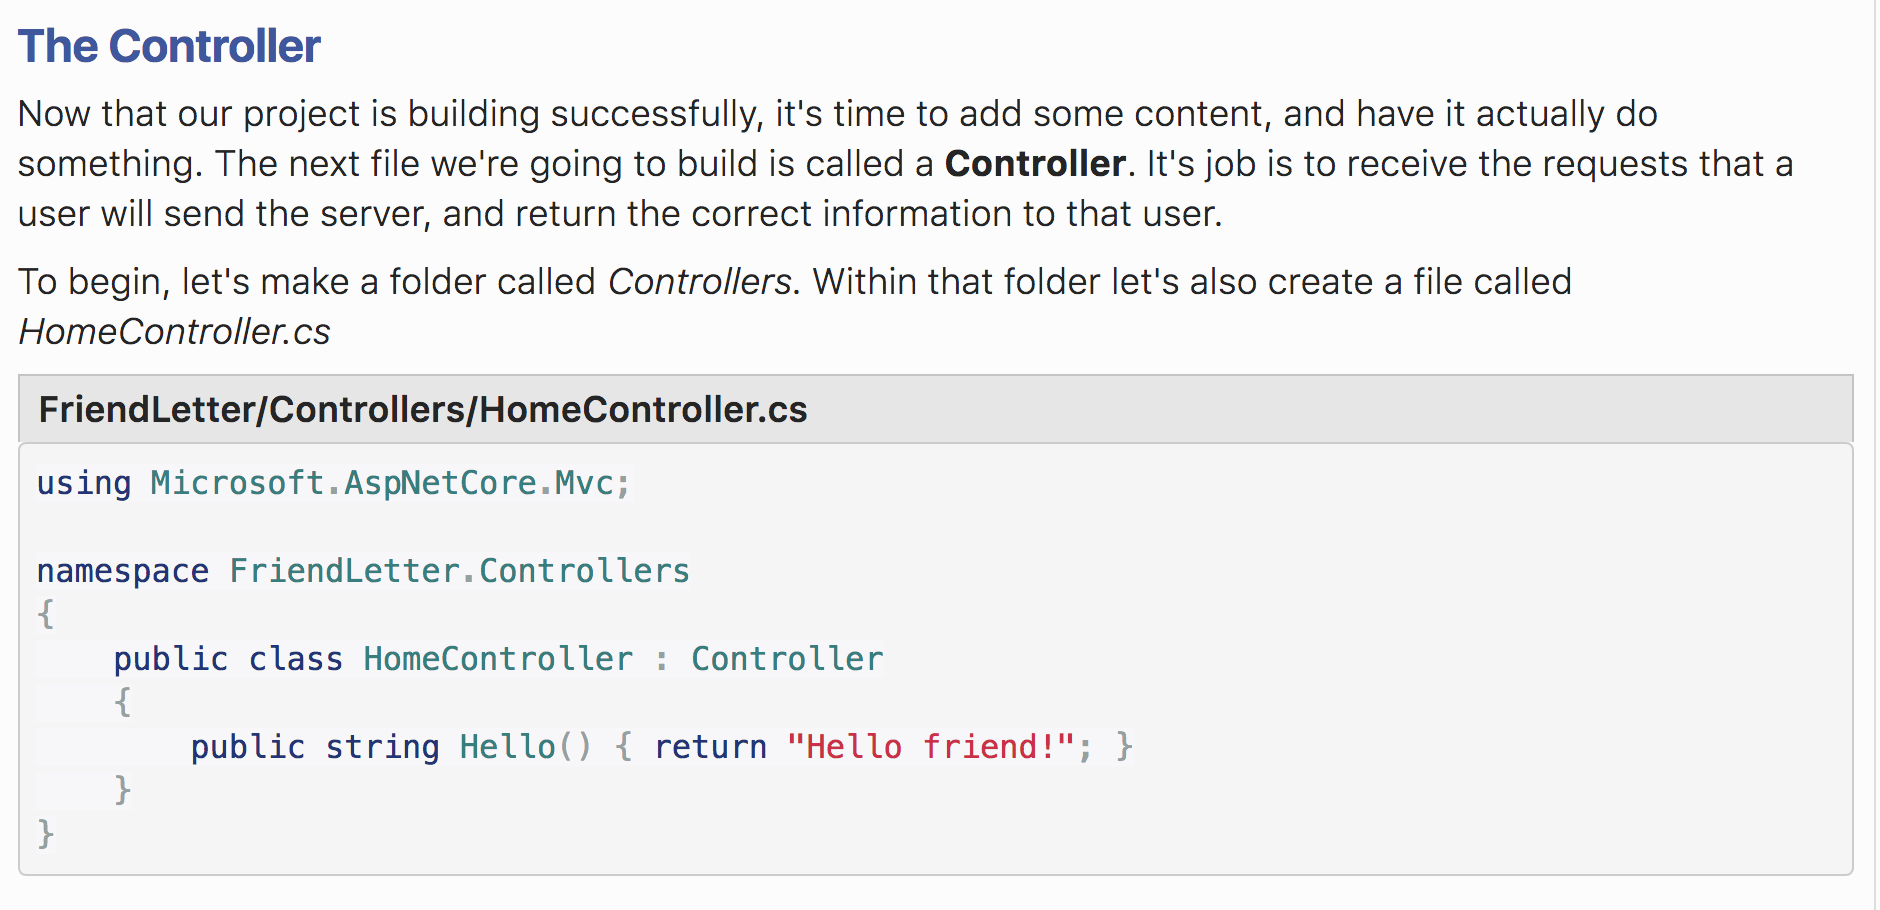 The Controller
Now that our project is building successfully, it's time to add some content, and have it actually do
something. The next file we're going to build is called a Controller. It's job is to receive the requests that a
user will send the server, and return the correct information to that user.
To begin, let's make a folder called Controllers. Within that folder let's also create a file called
HomeController.cs
FriendLetter/Controllers/HomeController.cs
using Microsoft.AspNetCore.Mvc;
namespace FriendLetter.Controllers
{
    public class HomeController : Controller
    {
        public string Hello() { return "Hello friend!"; }
    }
}